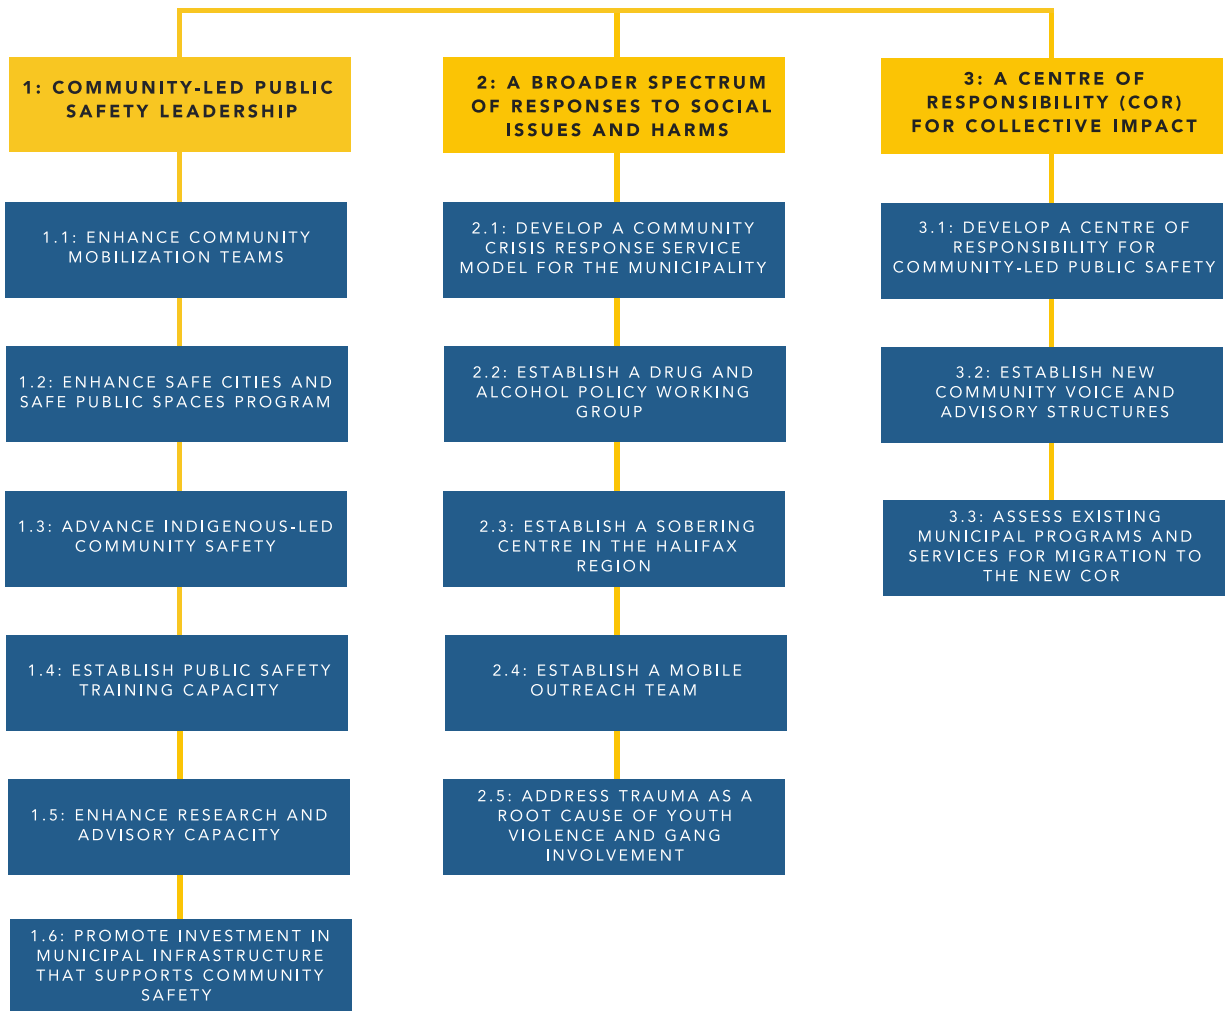 1: COMMUNITY-LED PUBLIC
SAFETY LEADERSHIP
1.1: ENHANCE COMMUNITY
MOBILIZATION TEAMS
1.2: ENHANCE SAFE CITIES AND
SAFE PUBLIC SPACES PROGRAM
1.3: ADVANCE INDIGENOUS-LED
COMMUNITY SAFETY
1.4: ESTABLISH PUBLIC SAFETY
TRAINING CAPACITY
1.5: ENHANCE RESEARCH AND
ADVISORY CAPACITY
1.6: PROMOTE INVESTMENT IN
MUNICIPAL INFRASTRUCTURE
THAT SUPPORTS COMMUNITY
SAFETY
2: A BROADER SPECTRUM
OF RESPONSES TO SOCIAL
ISSUES AND HARMS
2.1: DEVELOP A COMMUNITY
CRISIS RESPONSE SERVICE
MODEL FOR THE MUNICIPALITY
2.2: ESTABLISH A DRUG AND
ALCOHOL POLICY WORKING
GROUP
2.3: ESTABLISH A SOBERING
CENTRE IN THE HALIFAX
REGION
2.4: ESTABLISH A MOBILE
OUTREACH TEAM
2.5: ADDRESS TRAUMA AS A
ROOT CAUSE OF YOUTH
VIOLENCE AND GANG
INVOLVEMENT
3: A CENTRE OF
RESPONSIBILITY (COR)
FOR COLLECTIVE IMPACT
3.1: DEVELOP A CENTRE OF
RESPONSIBILITY FOR
COMMUNITY-LED PUBLIC SAFETY
3.2: ESTABLISH NEW
COMMUNITY VOICE AND
ADVISORY STRUCTURES
3.3: ASSESS EXISTING
MUNICIPAL PROGRAMS AND
SERVICES FOR MIGRATION TO
THE NEW COR